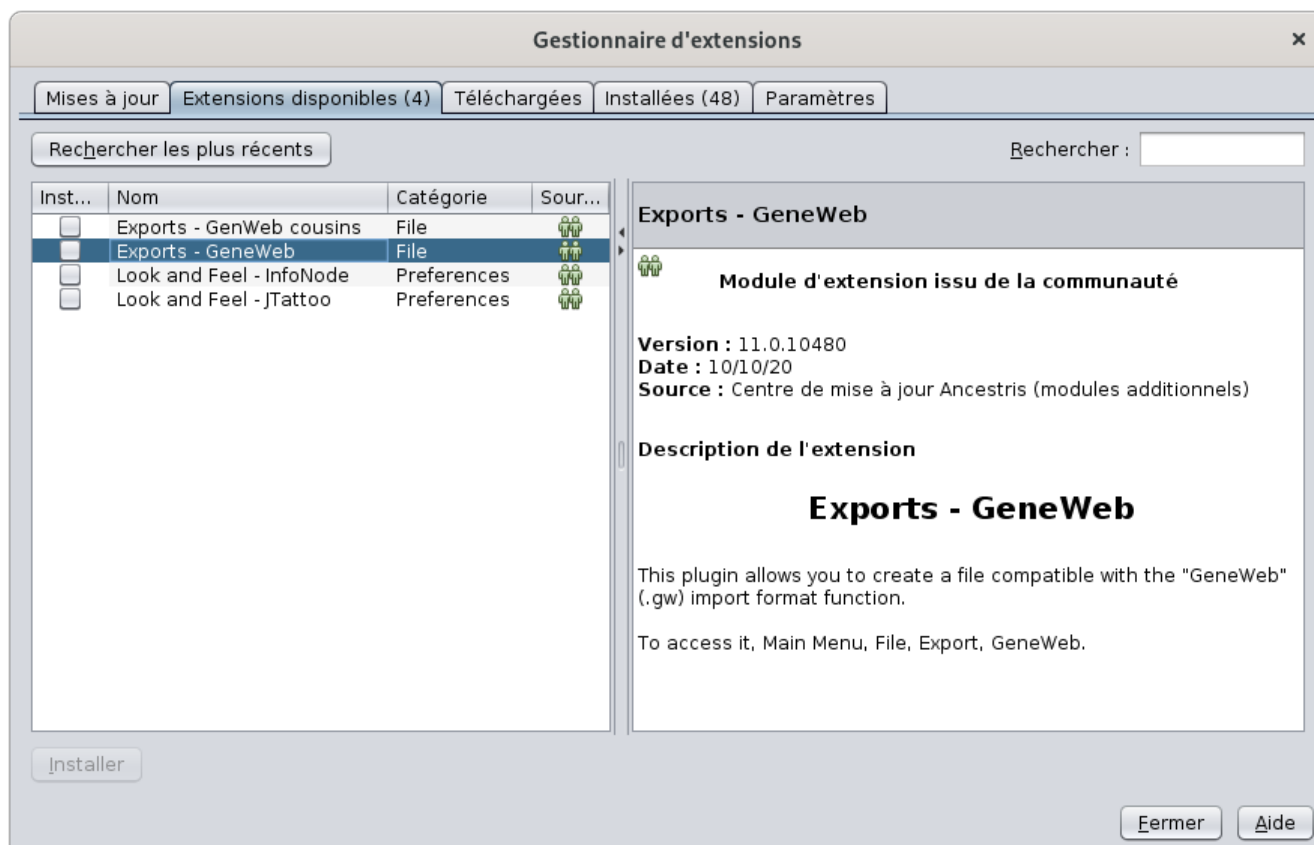 Gestionnaire d'extensions
Mises à jour Extensions disponibles (4) Téléchargées Installées (48) Paramètres
Rechercher les plus récents Rechercher :
Inst... Nom Catégorie Sour...
Exports - GenWeb cousins File
Exports - GeneWeb File
Look and Feel - InfoNode Preferences
Look and Feel - JTattoo Preferences
Exports - GeneWeb
Module d'extension issu de la communauté
Version : 11.0.10480
Date : 10/10/20
Source : Centre de mise à jour Ancestris (modules additionnels)
Description de l'extension
Exports - GeneWeb
This plugin allows you to create a file compatible with the "GeneWeb"
(.gw) import format function.
To access it, Main Menu, File, Export, GeneWeb.
Installer
Fermer Aide